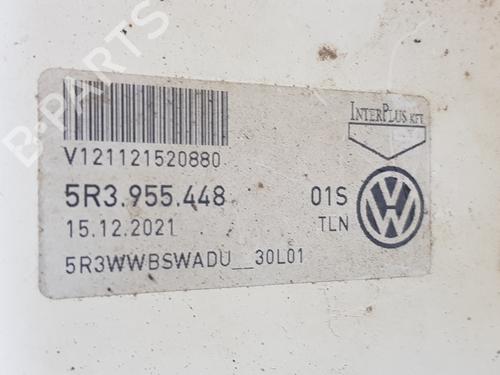 B-PARTS
INTERPLUS KFT
V121121520880
5R3.955.448 01S
15.12.2021 TLN
5R3WWBSWADU__30L01